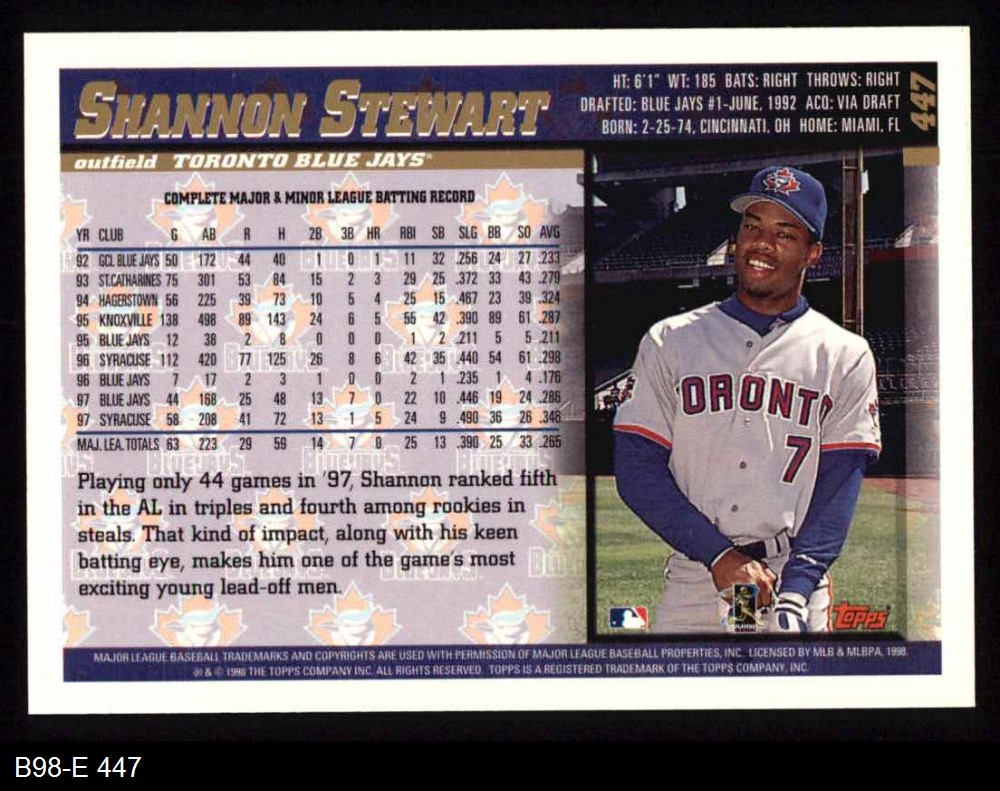 SHANNON STEWART
HT: 6'1" WT: 185 BATS: RIGHT THROWS: RIGHT
DRAFTED: BLUE JAYS #1-JUNE, 1992 ACQ: VIA DRAFT
BORN: 2-25-74, CINCINNATI, OH HOME: MIAMI, FL
447
outfield TORONTO BLUE JAYS™
COMPLETE MAJOR & MINOR LEAGUE BATTING RECORD
YR CLUB G AB R H 2B 3B HR RBI SB SLG BB SO AVG
92 GCL BLUE JAYS 50 172 44 40 1 0 1 11 32 .256 24 27 .233
93 ST.CATHARINES 75 301 53 84 15 2 3 29 25 .372 33 43 .279
94 HAGERSTOWN 56 225 39 73 10 5 4 25 15 .467 23 39 .324
95 KNOXVILLE 138 498 89 143 24 6 5 55 42 .390 89 61 .287
95 BLUE JAYS 12 38 2 8 0 0 0 1 2 .211 5 5 .211
96 SYRACUSE 112 420 77 125 26 8 6 42 35 .440 54 61 .298
96 BLUE JAYS 7 17 2 3 1 0 0 2 1 .235 1 4 .176
97 BLUE JAYS 44 168 25 48 13 7 0 22 10 .446 19 24 .286
97 SYRACUSE 58 208 41 72 13 1 5 24 9 .490 36 26 .346
MAJ. LEA. TOTALS 63 223 29 59 14 7 0 25 13 .390 25 33 .265
Playing only 44 games in '97, Shannon ranked fifth
in the AL in triples and fourth among rookies in
steals. That kind of impact, along with his keen
batting eye, makes him one of the game's most
exciting young lead-off men.
TORONTO
7
Topps
MAJOR LEAGUE BASEBALL TRADEMARKS AND COPYRIGHTS ARE USED WITH PERMISSION OF MAJOR LEAGUE BASEBALL PROPERTIES, INC. LICENSED BY MLB & MLBPA, 1998.
® & © 1998 THE TOPPS COMPANY INC. ALL RIGHTS RESERVED. TOPPS IS A REGISTERED TRADEMARK OF THE TOPPS COMPANY, INC.
B98-E 447